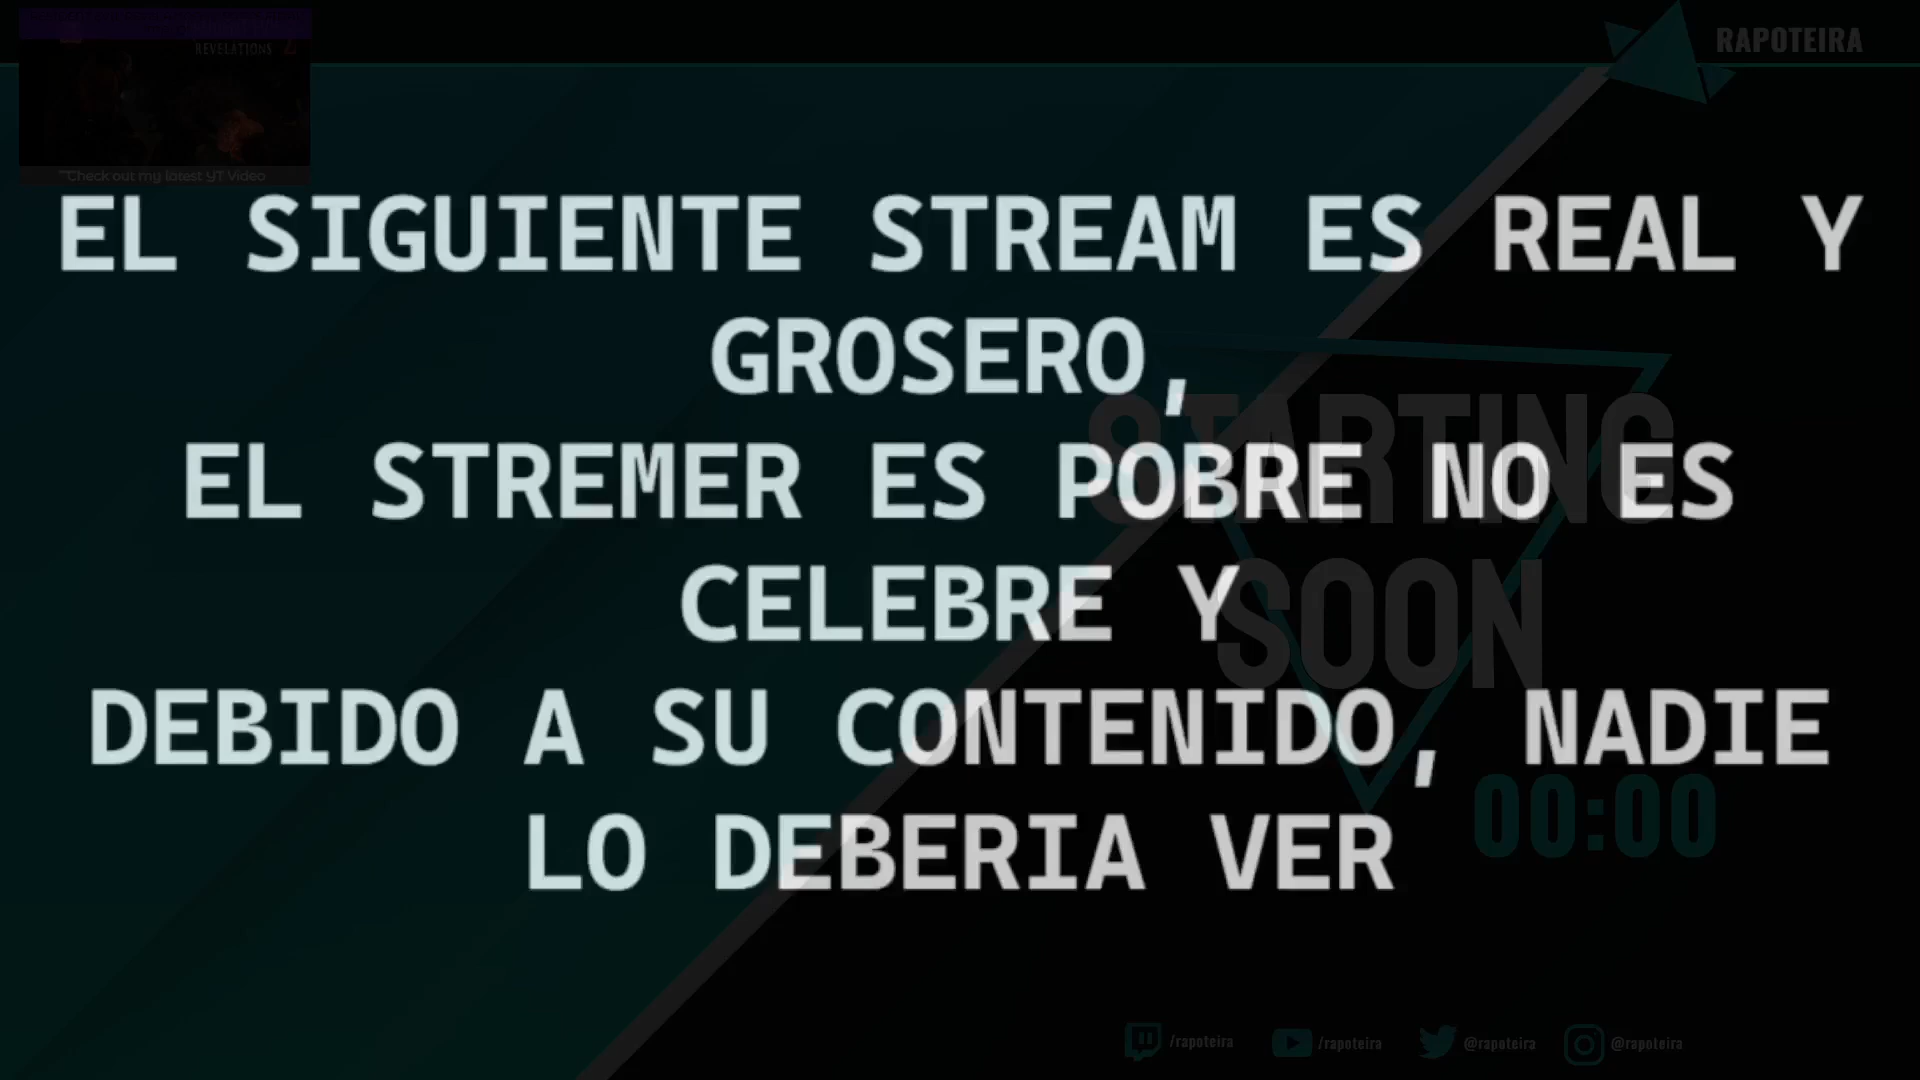 REVELATIONS
RAPOTEIRA
Check out my latest YT Video
EL SIGUIENTE STREAM ES REAL Y
GROSERO,
EL STREMER ES POBRE NO ES
CELEBRE Y
DEBIDO A SU CONTENIDO, NADIE
LO DEBERIA VER
STARTING
SOON
00:00
/rapoteira
/rapoteira
@rapoteira
@rapoteira